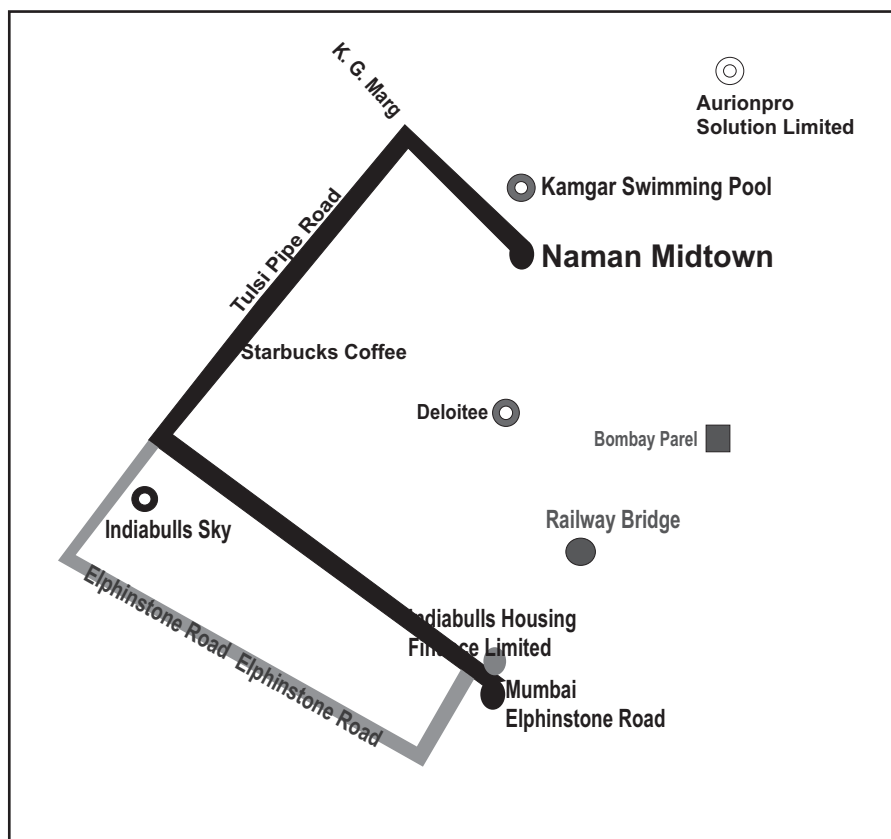 K. G. Marg
Aurionpro
Solution Limited
Kamgar Swimming Pool
Tulsi Pipe Road
Naman Midtown
Starbucks Coffee
Deloitee
Bombay Parel
Indiabulls Sky
Railway Bridge
Elphinstone Road
Elphinstone Road
Indiabulls Housing
Finance Limited
Mumbai
Elphinstone Road